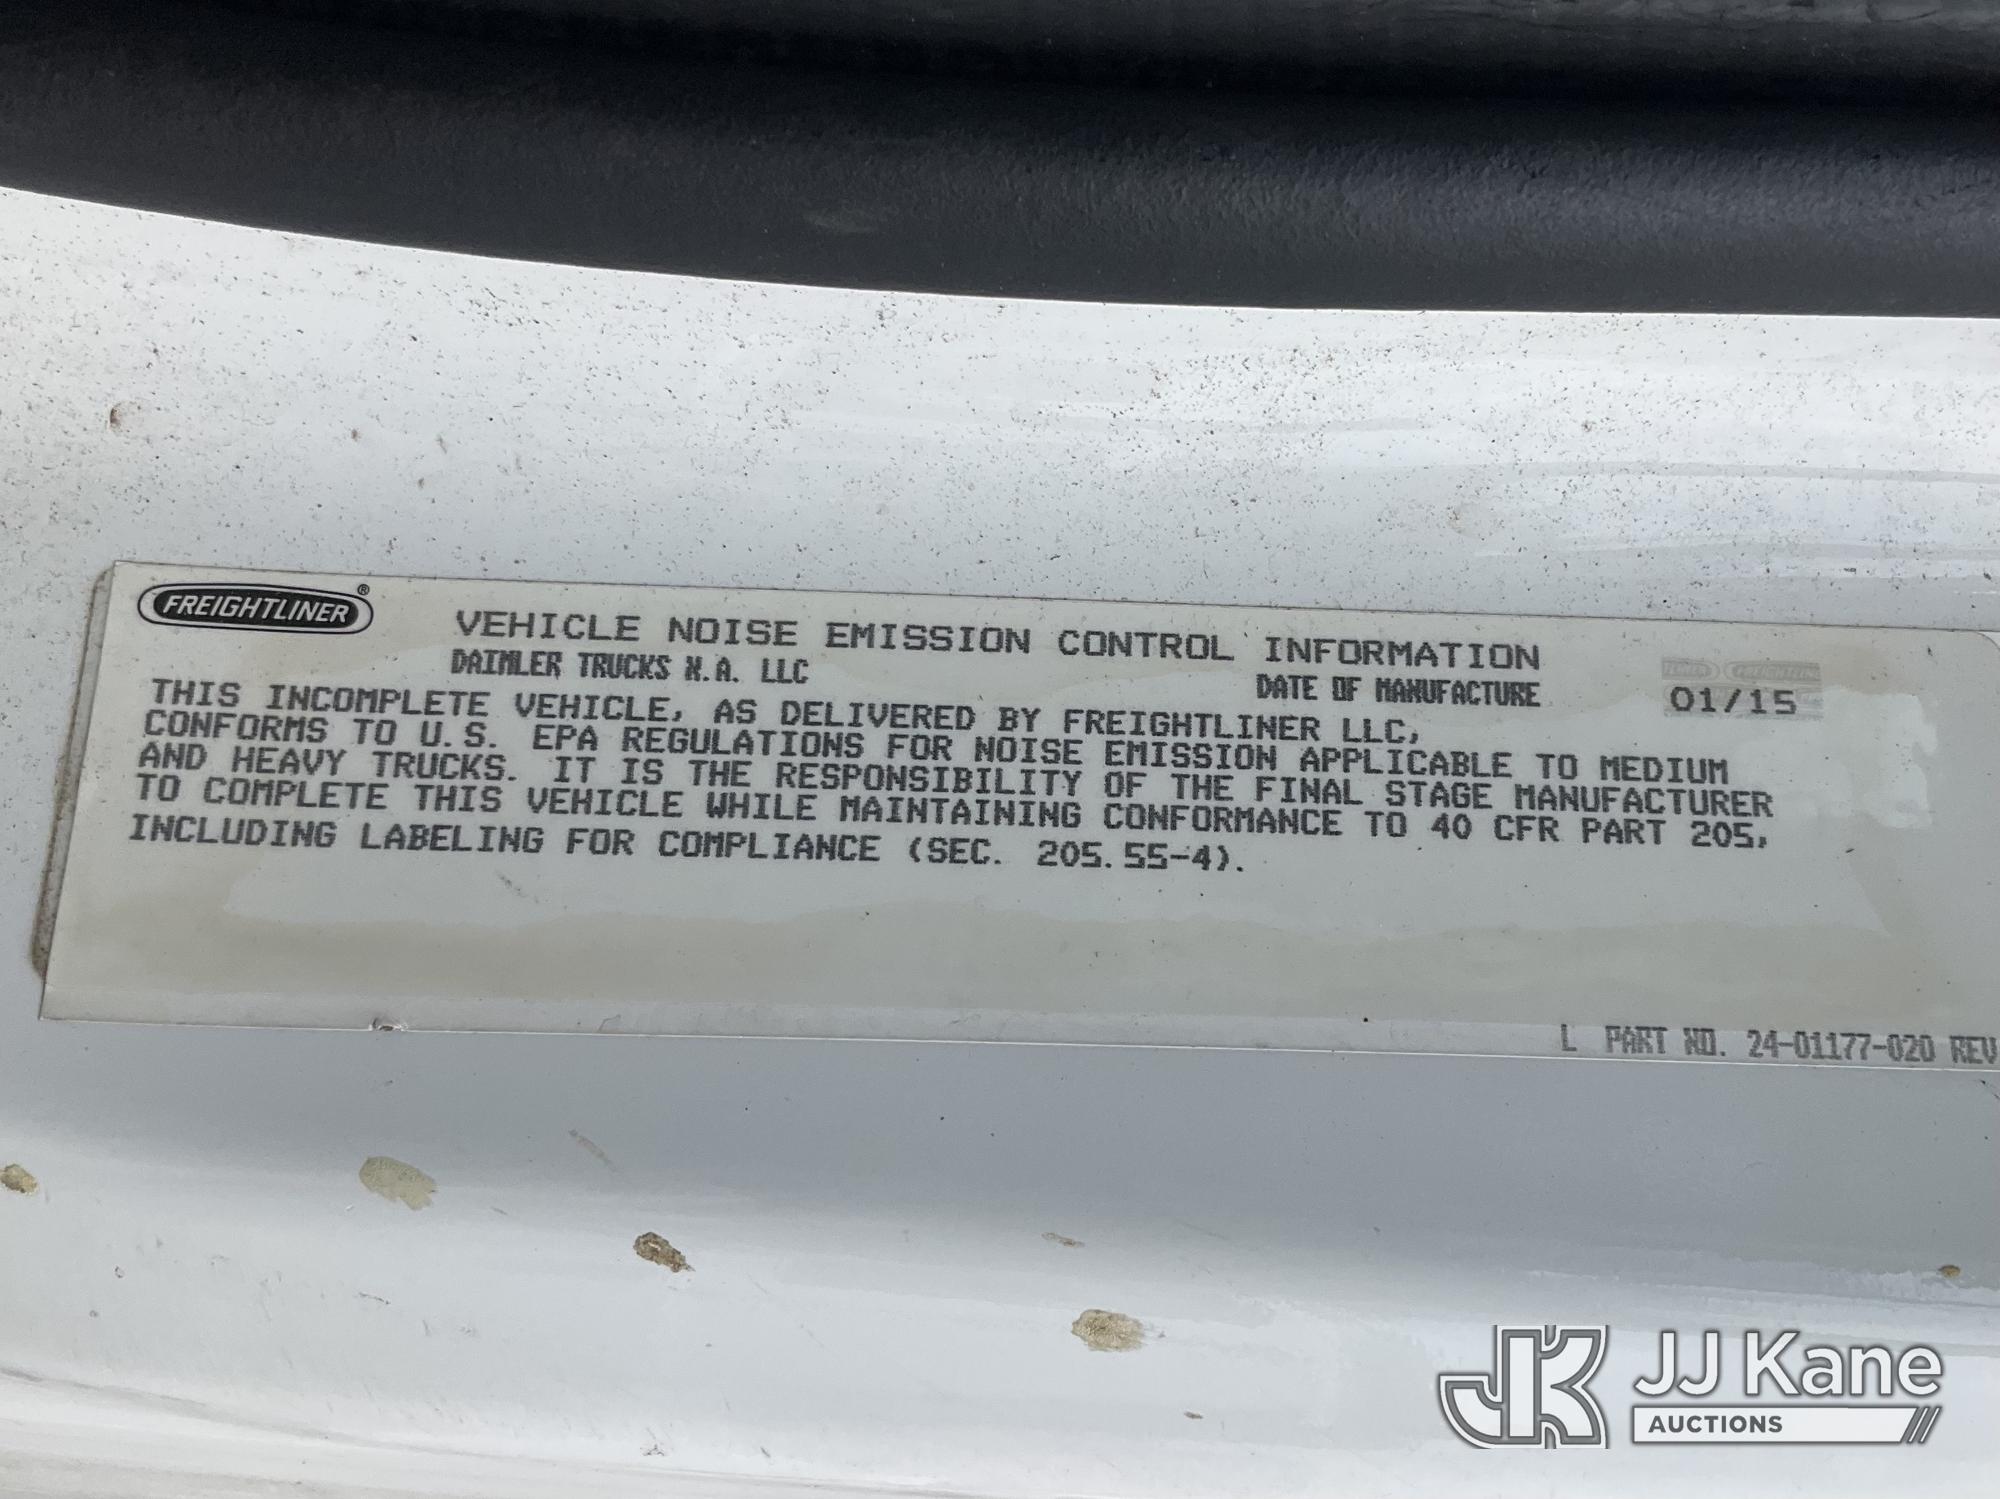 FREIGHTLINER®
VEHICLE NOISE EMISSION CONTROL INFORMATION
DAIMLER TRUCKS N.A. LLC
DATE OF MANUFACTURE 01/15
THIS INCOMPLETE VEHICLE, AS DELIVERED BY FREIGHTLINER LLC,
CONFORMS TO U.S. EPA REGULATIONS FOR NOISE EMISSION APPLICABLE TO MEDIUM
AND HEAVY TRUCKS. IT IS THE RESPONSIBILITY OF THE FINAL STAGE MANUFACTURER
TO COMPLETE THIS VEHICLE WHILE MAINTAINING CONFORMANCE TO 40 CFR PART 205,
INCLUDING LABELING FOR COMPLIANCE (SEC. 205.55-4).
L PART NO. 24-01177-020 REV
JK JJ Kane
AUCTIONS